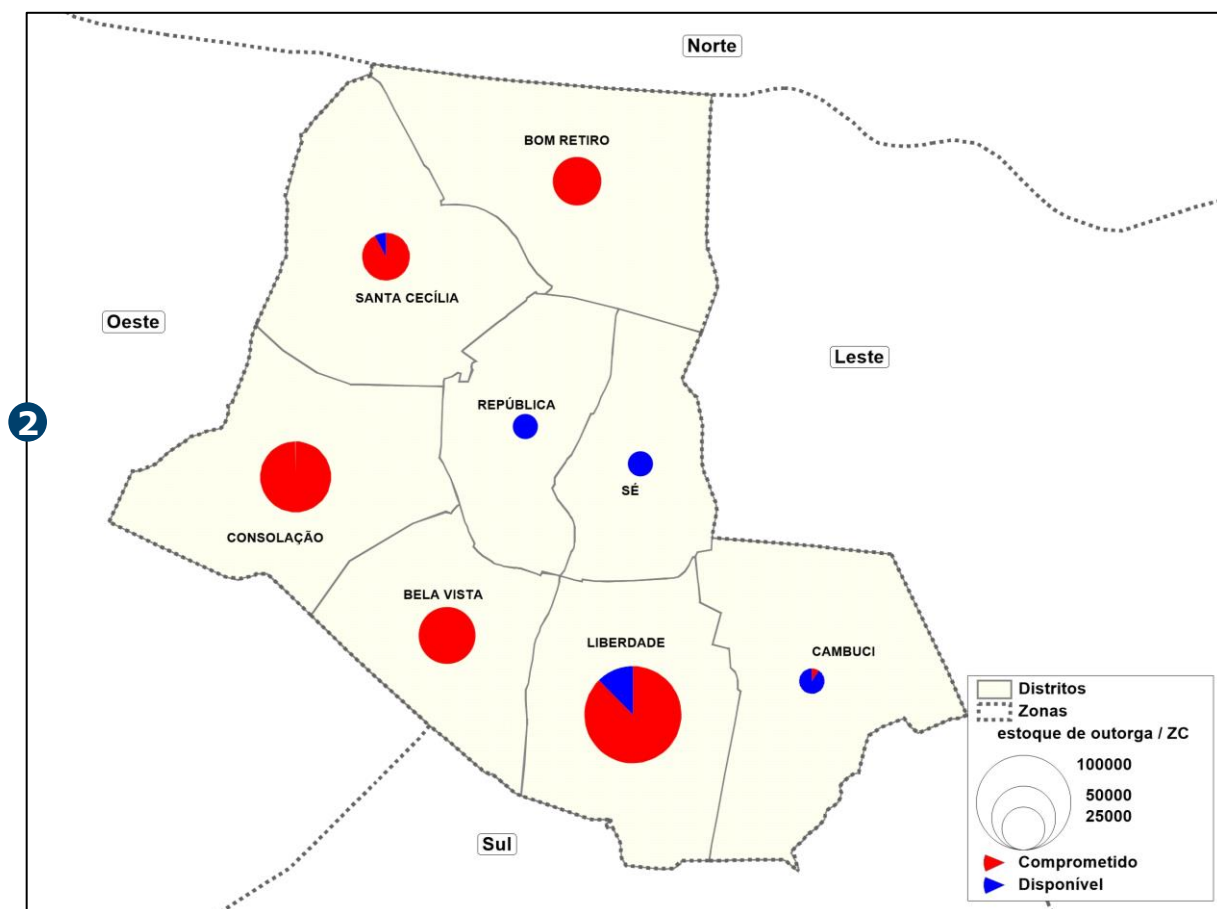 Norte
BOM RETIRO
SANTA CECÍLIA
Oeste
Leste
REPÚBLICA
2
SÉ
CONSOLAÇÃO
BELA VISTA
LIBERDADE
CAMBUCI
Sul
Distritos
Zonas
estoque de outorga / ZC
100000
50000
25000
Comprometido
Disponível